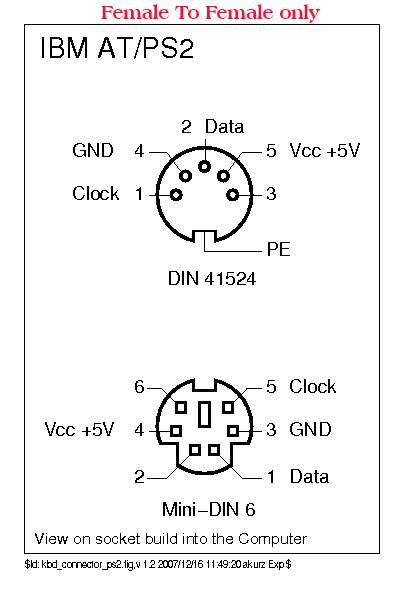 Female To Female only
IBM AT/PS2
2 Data
GND 4 5 Vcc +5V
Clock 1 3
PE
DIN 41524
6 5 Clock
Vcc +5V 4 3 GND
2 1 Data
Mini-DIN 6
View on socket build into the Computer
$Id: kbd_connector_ps2.fig,v 1.2 2007/12/16 11:49:20 akurz Exp $